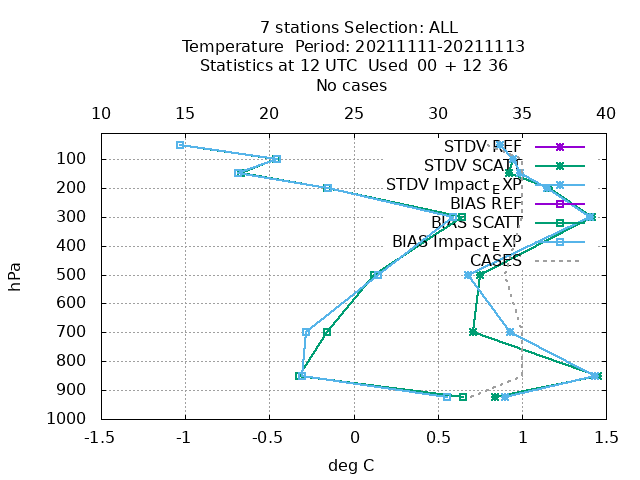 7 stations Selection: ALL
Temperature  Period: 20211111-20211113
Statistics at 12 UTC  Used  00 + 12 36
No cases
10 15 20 25 30 35 40
STDV REF
STDV SCATT
STDV Impact_EXP
BIAS REF
BIAS SCATT
BIAS Impact_EXP
CASES
100
200
300
400
500
600
700
800
900
1000
hPa
-1.5 -1 -0.5 0 0.5 1 1.5
deg C